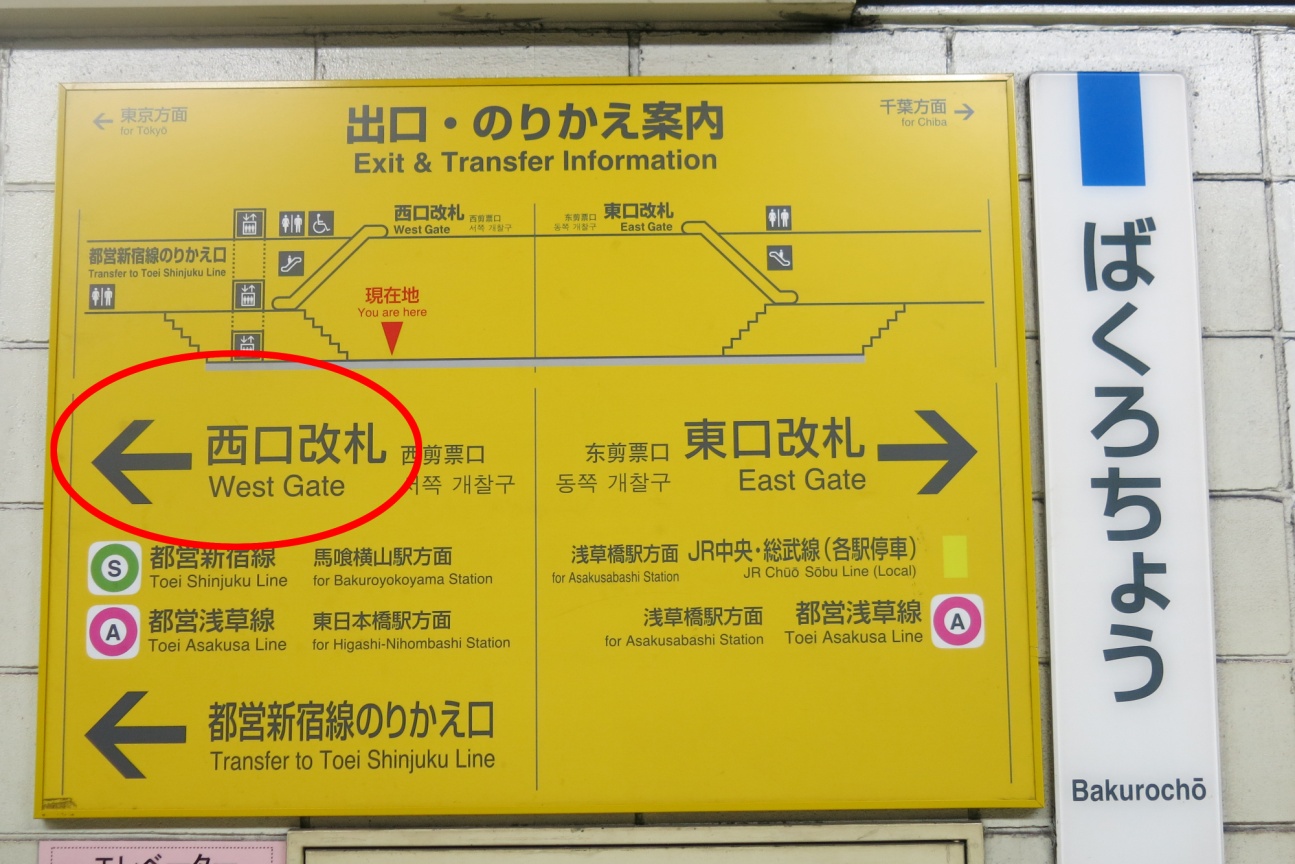 ← 東京方面
for Tōkyō
出口・のりかえ案内
Exit & Transfer Information
千葉方面 →
for Chiba
西口改札 西剪票口
West Gate 서쪽 개찰구
东剪票口 東口改札
동쪽 개찰구 East Gate
都営新宿線のりかえ口
Transfer to Toei Shinjuku Line
現在地
You are here
← 西口改札 西剪票口
West Gate 서쪽 개찰구
东剪票口 東口改札 →
동쪽 개찰구 East Gate
S 都営新宿線 馬喰横山駅方面
Toei Shinjuku Line for Bakuroyokoyama Station
A 都営浅草線 東日本橋駅方面
Toei Asakusa Line for Higashi-Nihombashi Station
浅草橋駅方面 JR中央・総武線(各駅停車)
for Asakusabashi Station JR Chūō Sōbu Line (Local)
浅草橋駅方面 都営浅草線 A
for Asakusabashi Station Toei Asakusa Line
← 都営新宿線のりかえ口
Transfer to Toei Shinjuku Line
ばくろちょう
Bakurochō
エレベーター